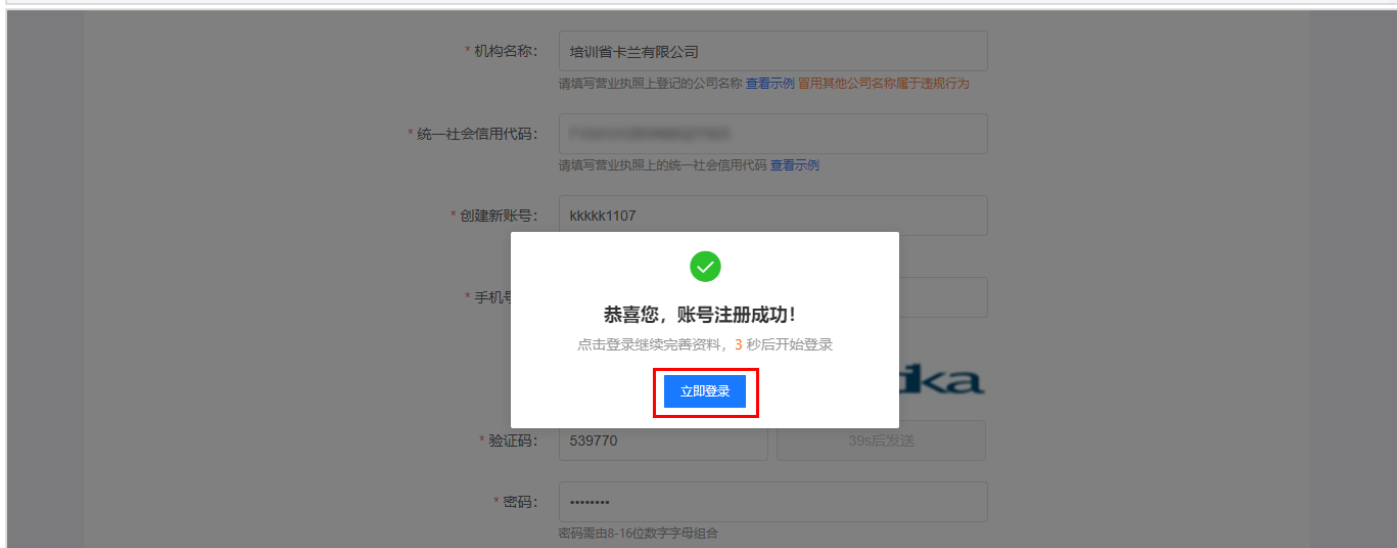 * 机构名称：
培训省卡兰有限公司
请填写营业执照上登记的公司名称 查看示例 冒用其他公司名称属于违规行为
* 统一社会信用代码：
请填写营业执照上的统一社会信用代码 查看示例
* 创建新账号：
kkkkk1107
* 手机号
恭喜您，账号注册成功！
点击登录继续完善资料，3 秒后开始登录
立即登录
ika
* 验证码：
539770
39s后发送
* 密码：
••••••••
密码需由8-16位数字字母组合